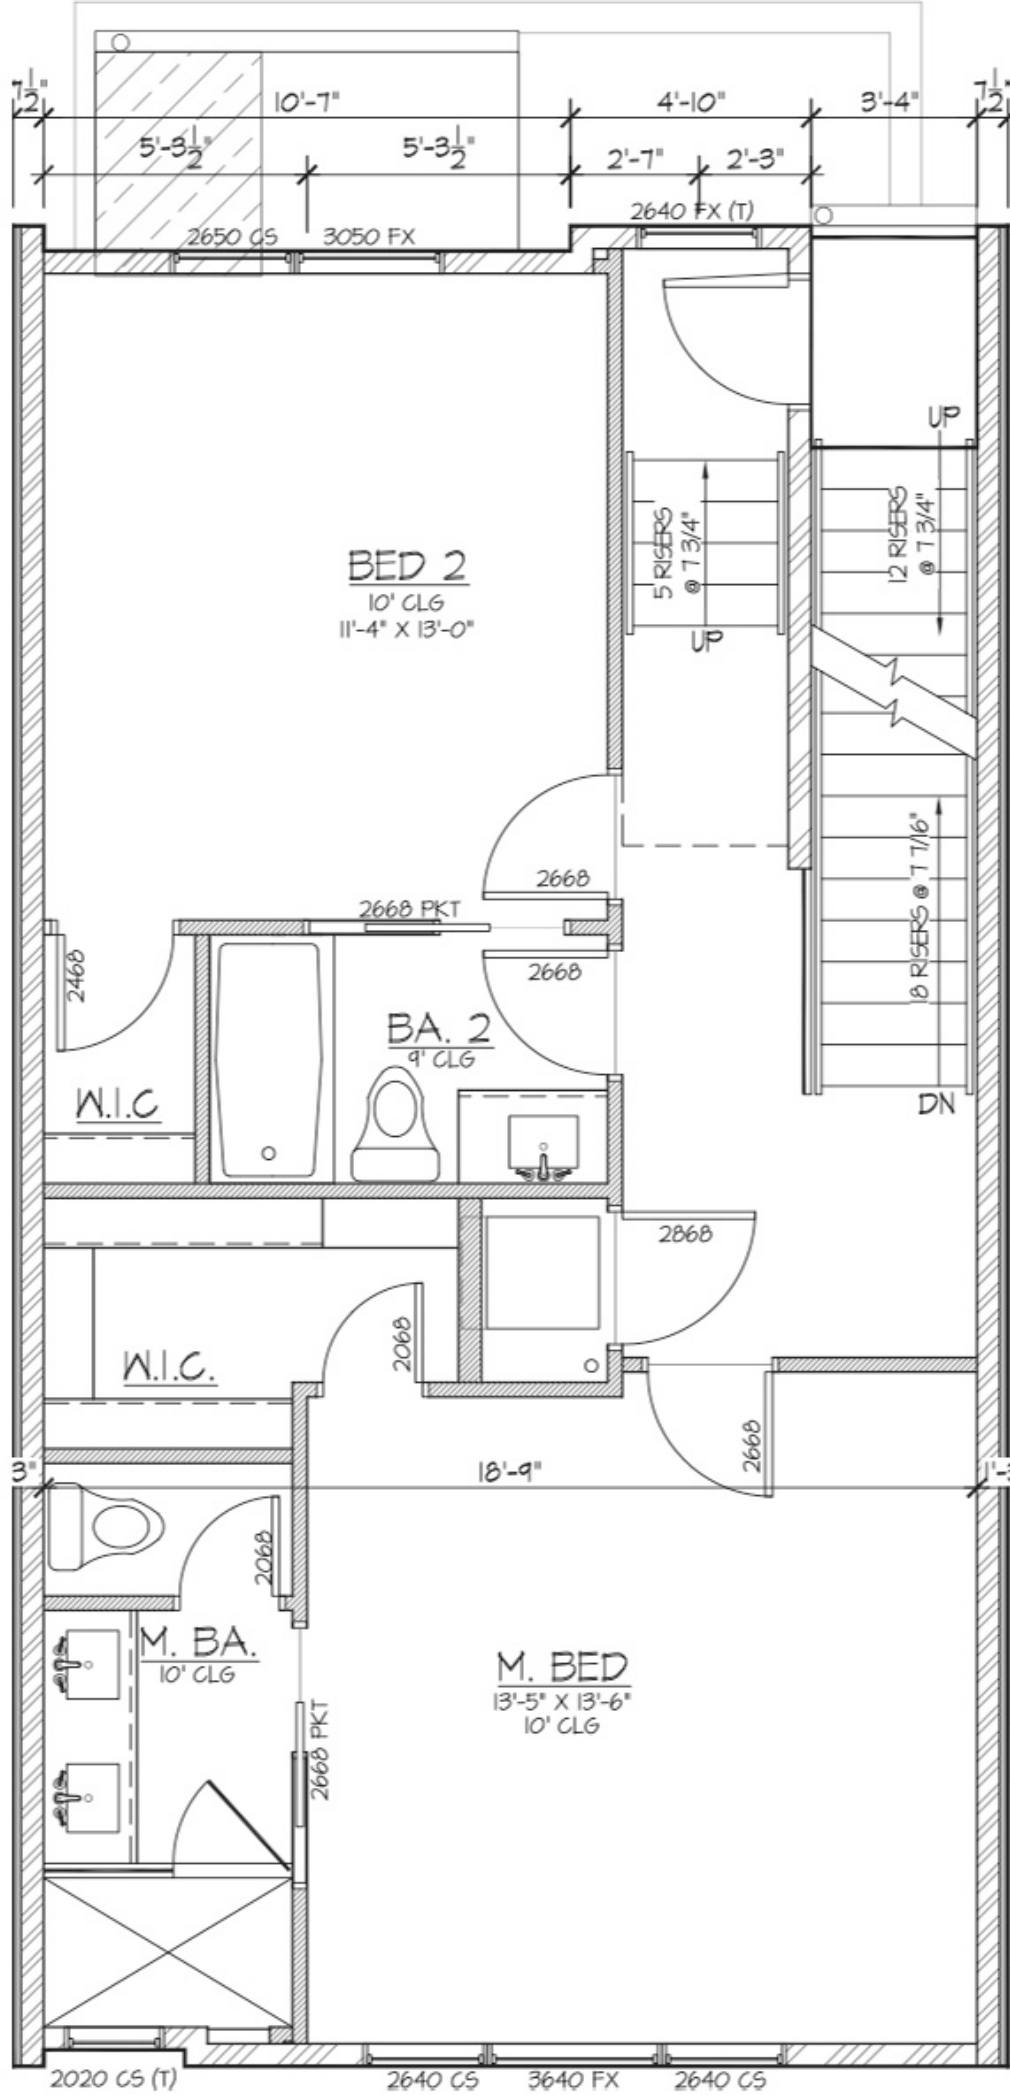 7 1/2"
10'-7"
4'-10"
3'-4"
7 1/2"
5'-3 1/2"
5'-3 1/2"
2'-7"
2'-3"
2640 FX (T)
2650 CS
3050 FX
UP
12 RISERS
@ 7 3/4"
5 RISERS
@ 7 3/4"
UP
BED 2
10' CLG
11'-4" X 13'-0"
18 RISERS @ 7 7/16"
DN
2668
2668 PKT
2668
2468
BA. 2
9' CLG
W.I.C
2868
2068
W.I.C.
2668
3"
18'-9"
1'-3
2068
M. BA.
10' CLG
M. BED
13'-5" X 13'-6"
10' CLG
2668 PKT
2020 CS (T)
2640 CS
3640 FX
2640 CS